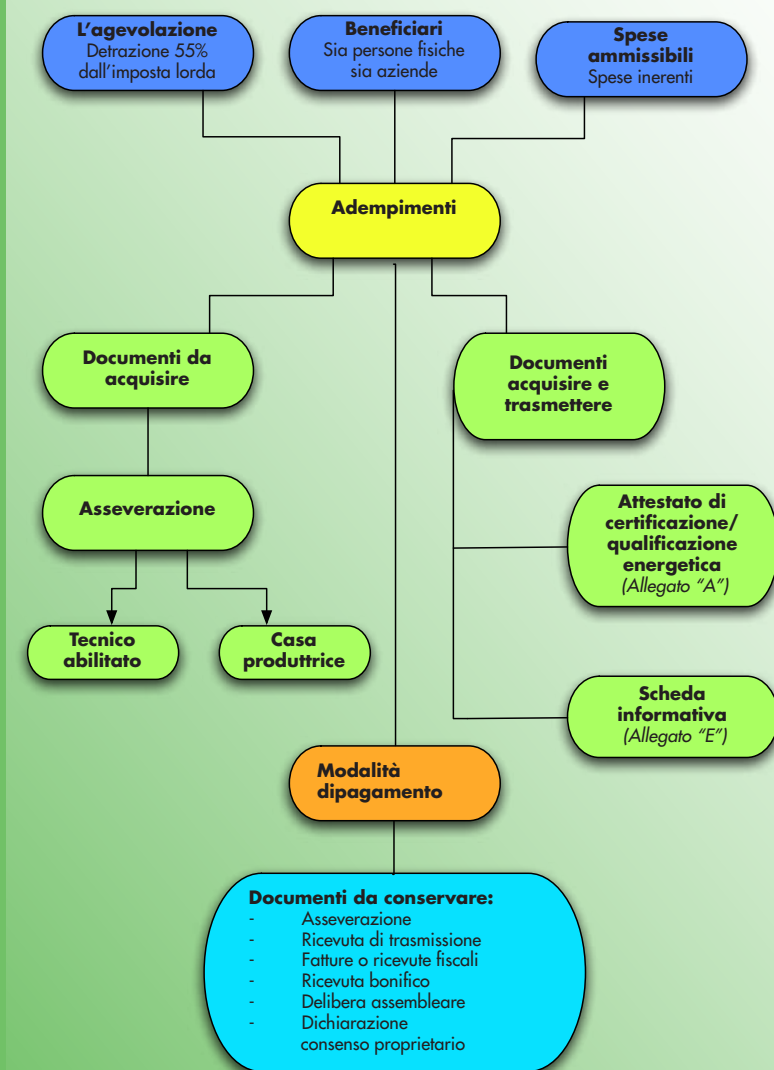 L'agevolazione
Detrazione 55%
dall'imposta lorda
Beneficiari
Sia persone fisiche
sia aziende
Spese
ammissibili
Spese inerenti
Adempimenti
Documenti da
acquisire
Documenti
acquisire e
trasmettere
Asseverazione
Attestato di
certificazione/
qualificazione
energetica
(Allegato "A")
Tecnico
abilitato
Casa
produttrice
Scheda
informativa
(Allegato "E")
Modalità
dipagamento
Documenti da conservare:
- Asseverazione
- Ricevuta di trasmissione
- Fatture o ricevute fiscali
- Ricevuta bonifico
- Delibera assembleare
- Dichiarazione
consenso proprietario